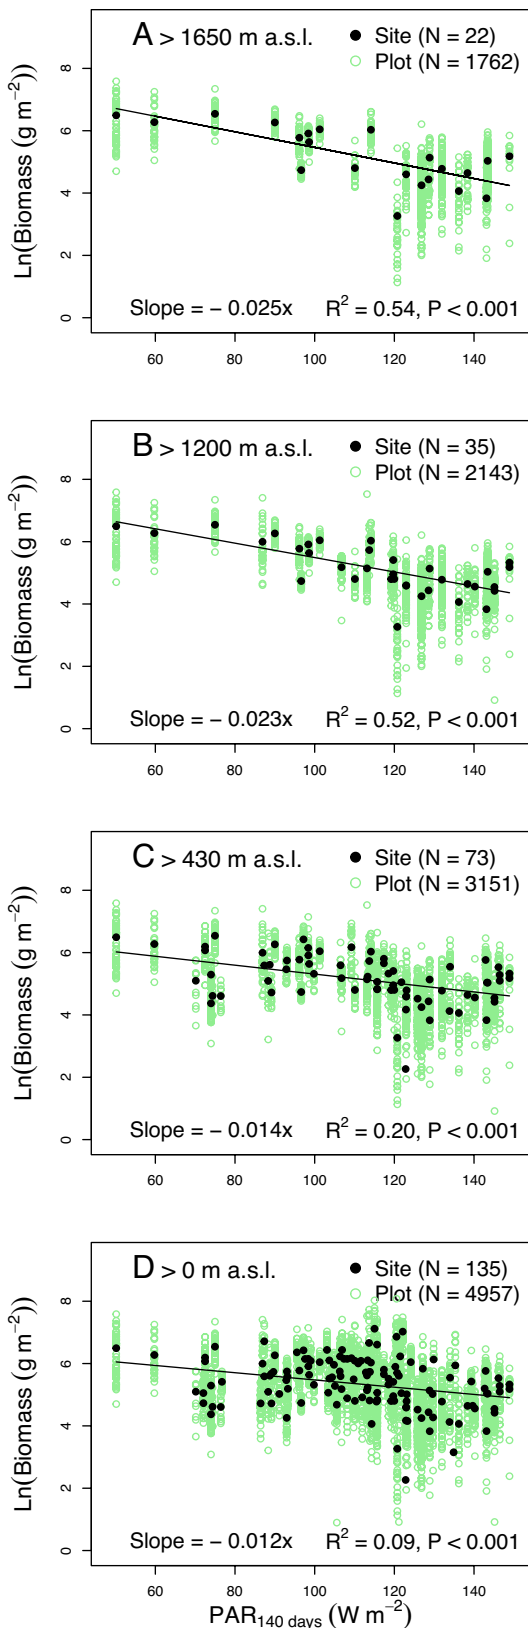 A > 1650 m a.s.l.
Site (N = 22)
Plot (N = 1762)
Ln(Biomass (g m−2))
0 2 4 6 8
Slope = − 0.025x
R2 = 0.54, P < 0.001
60 80 100 120 140
B > 1200 m a.s.l.
Site (N = 35)
Plot (N = 2143)
Ln(Biomass (g m−2))
0 2 4 6 8
Slope = − 0.023x
R2 = 0.52, P < 0.001
60 80 100 120 140
C > 430 m a.s.l.
Site (N = 73)
Plot (N = 3151)
Ln(Biomass (g m−2))
0 2 4 6 8
Slope = − 0.014x
R2 = 0.20, P < 0.001
60 80 100 120 140
D > 0 m a.s.l.
Site (N = 135)
Plot (N = 4957)
Ln(Biomass (g m−2))
0 2 4 6 8
Slope = − 0.012x
R2 = 0.09, P < 0.001
60 80 100 120 140
PAR140 days (W m−2)